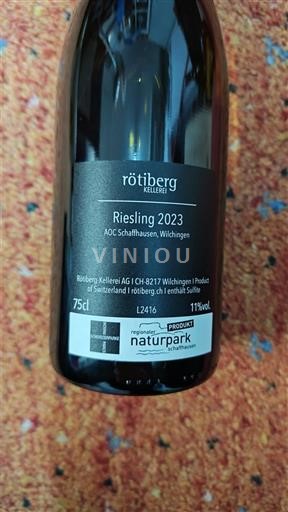 rötiberg
KELLEREI
Riesling 2023
AOC Schaffhausen, Wilchingen
VINIOU
Rötiberg Kellerei AG I CH-8217 Wilchingen I Product
of Switzerland I rötiberg.ch I enthält Sulfite
75cl 11%vol.
L2416
PRODUKT
regionaler
naturpark
schaffhausen